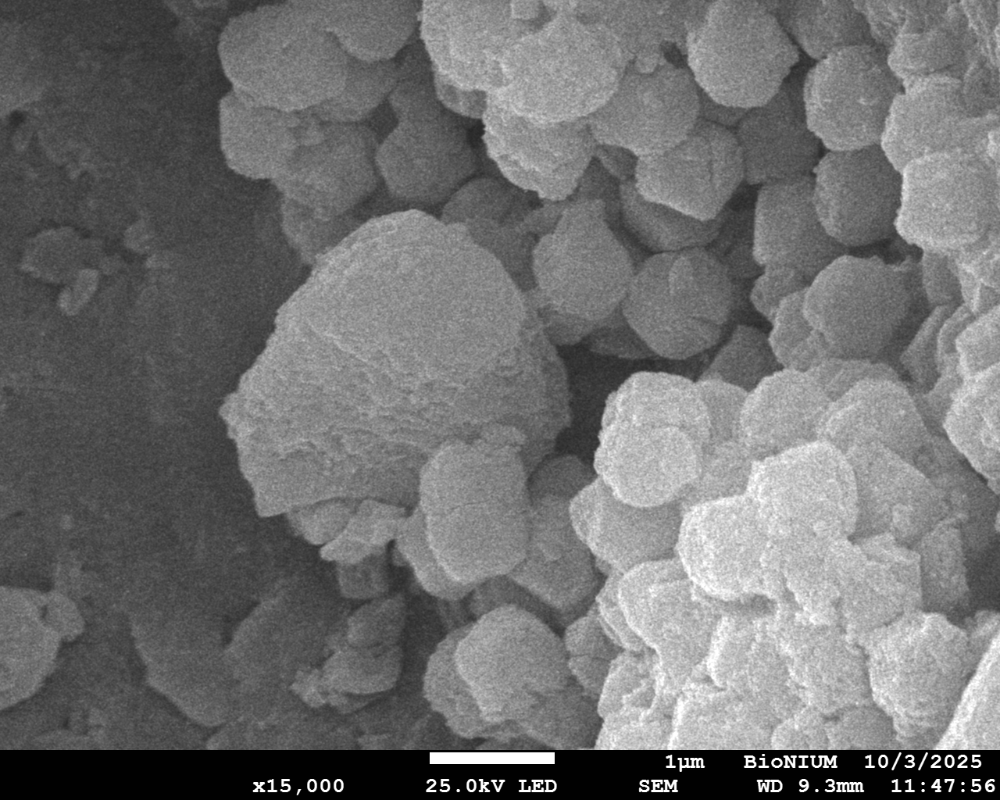 1µm BioNIUM 10/3/2025
x15,000 25.0kV LED SEM WD 9.3mm 11:47:56